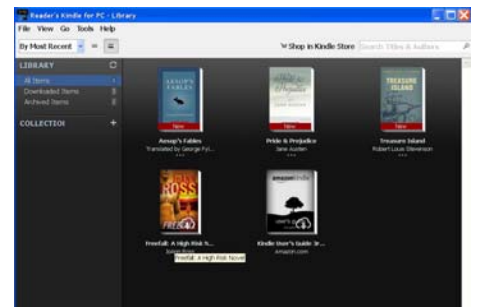 Reader's Kindle for PC - Library
File View Go Tools Help
By Most Recent
Shop in Kindle Store
Search Titles & Authors
LIBRARY
All Items
Downloaded Items
Archived Items
COLLECTIO
AESOP'S
FABLES
New
Aesop's Fables
Translated by George Fyl...
Pride & Prejudice
New
Pride & Prejudice
Jane Austen
TREASURE
ISLAND
New
Treasure Island
Robert Louis Stevenson
ROSS
FREEFALL
Freefall: A High Risk N...
Freefall: A High Risk Novel
amazonkindle
user's
Kindle User's Guide 3r...
amazon.com